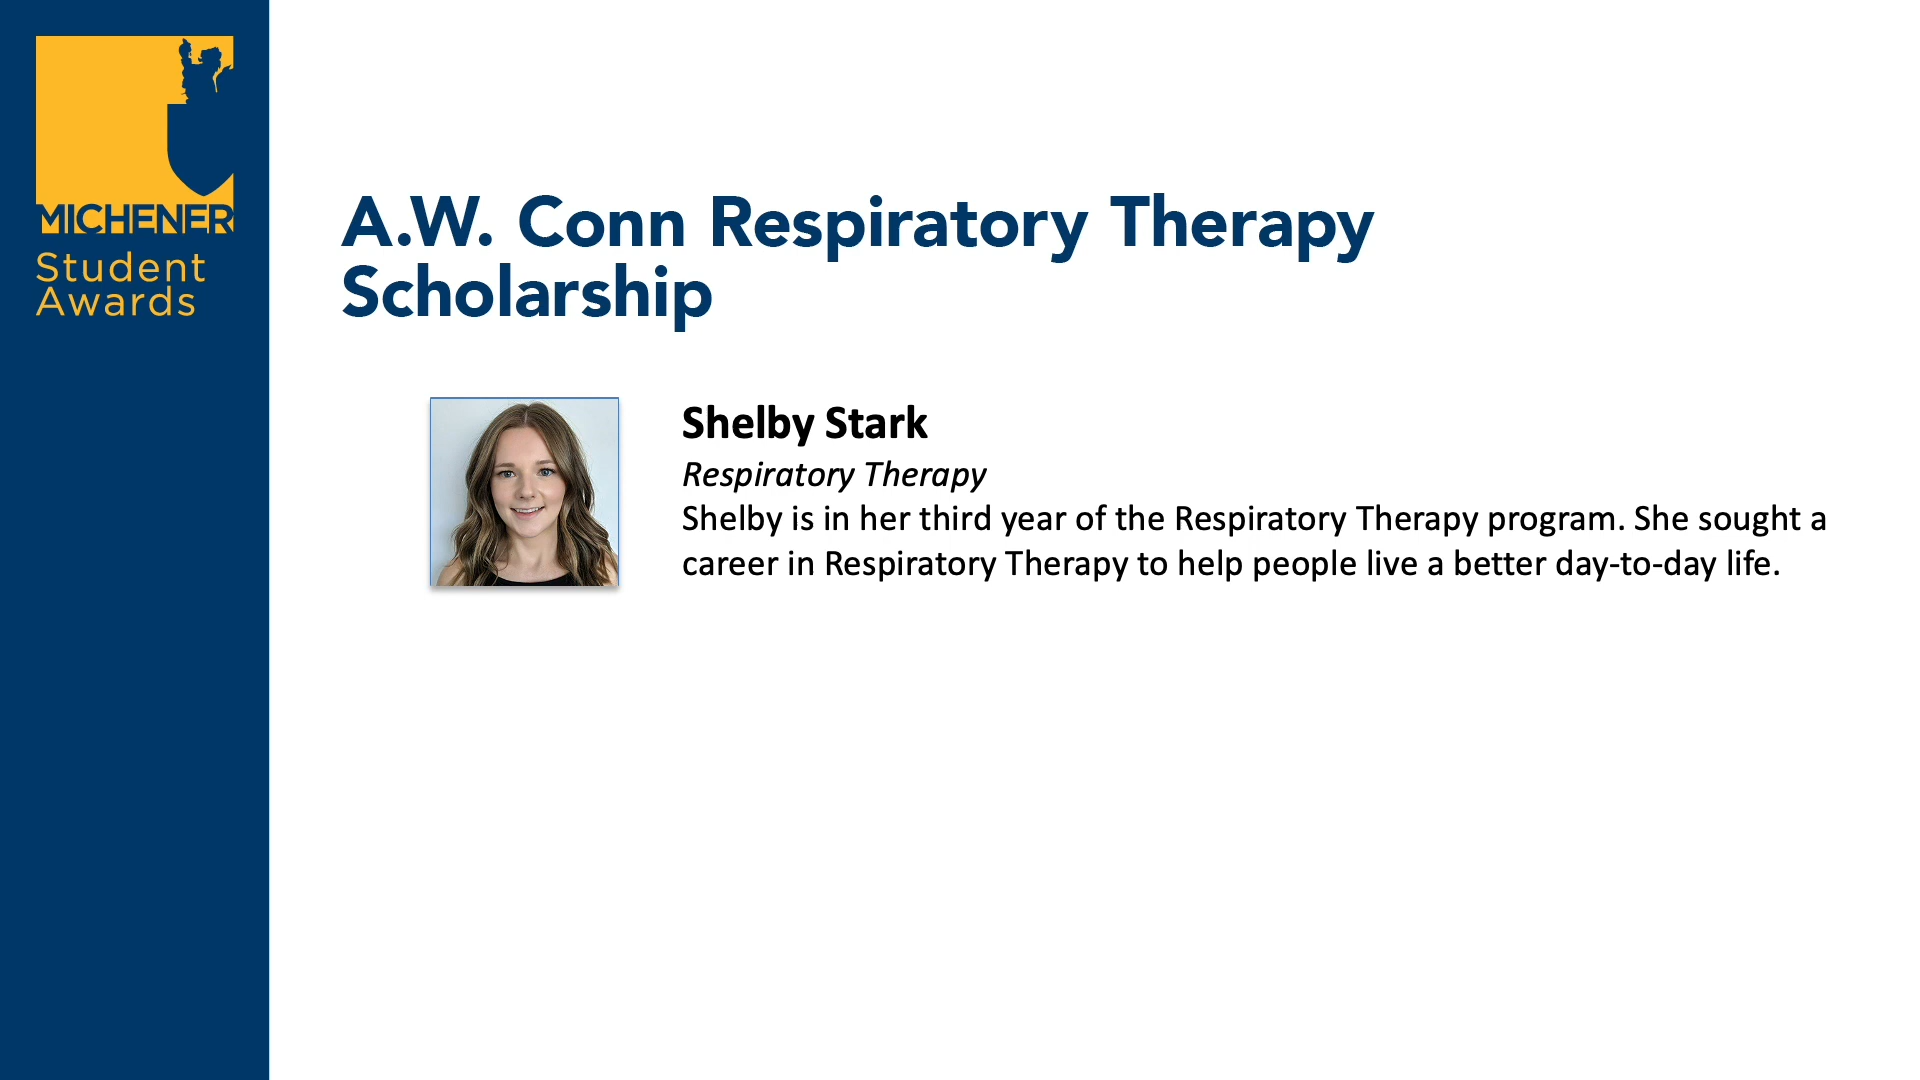 MICHENER
Student
Awards
A.W. Conn Respiratory Therapy
Scholarship
Shelby Stark
Respiratory Therapy
Shelby is in her third year of the Respiratory Therapy program. She sought a
career in Respiratory Therapy to help people live a better day-to-day life.